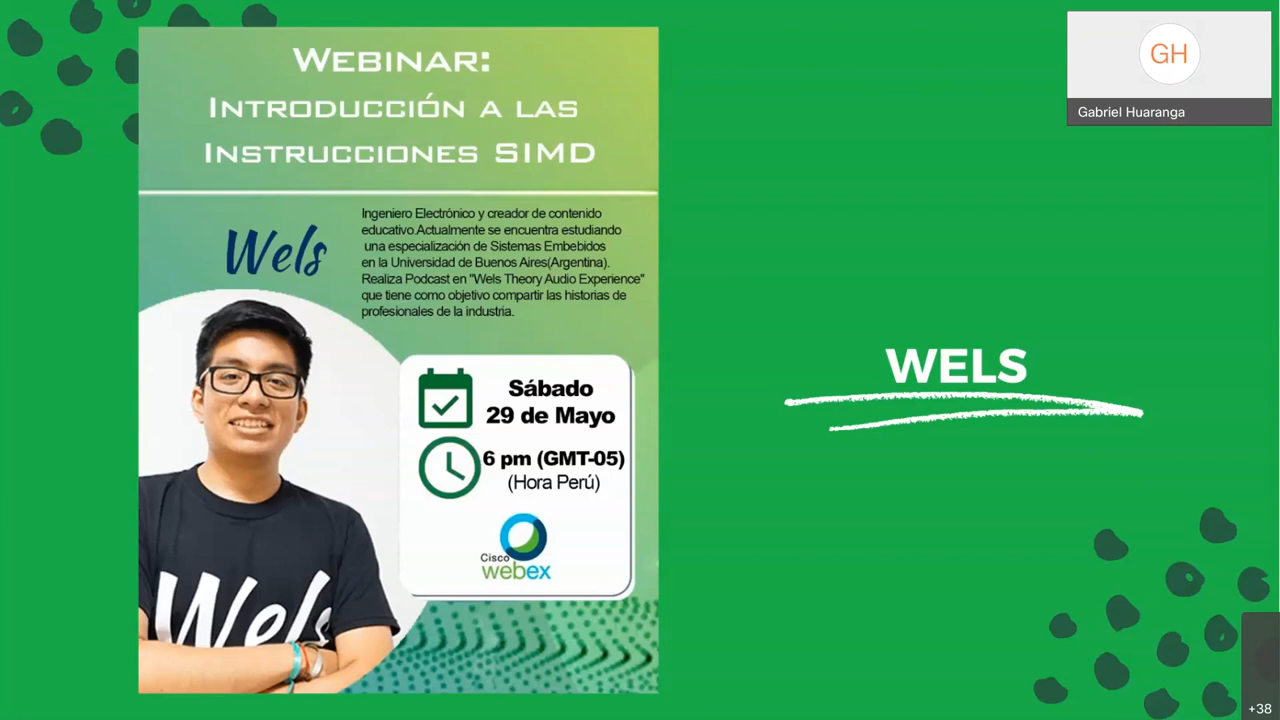 WEBINAR:
INTRODUCCIÓN A LAS
INSTRUCCIONES SIMD
Wels
Ingeniero Electrónico y creador de contenido
educativo.Actualmente se encuentra estudiando
una especialización de Sistemas Embebidos
en la Universidad de Buenos Aires(Argentina).
Realiza Podcast en "Wels Theory Audio Experience"
que tiene como objetivo compartir las historias de
profesionales de la industria.
Sábado
29 de Mayo
6 pm (GMT-05)
(Hora Perú)
Cisco
webex
Wels
WELS
GH
Gabriel Huaranga
+38